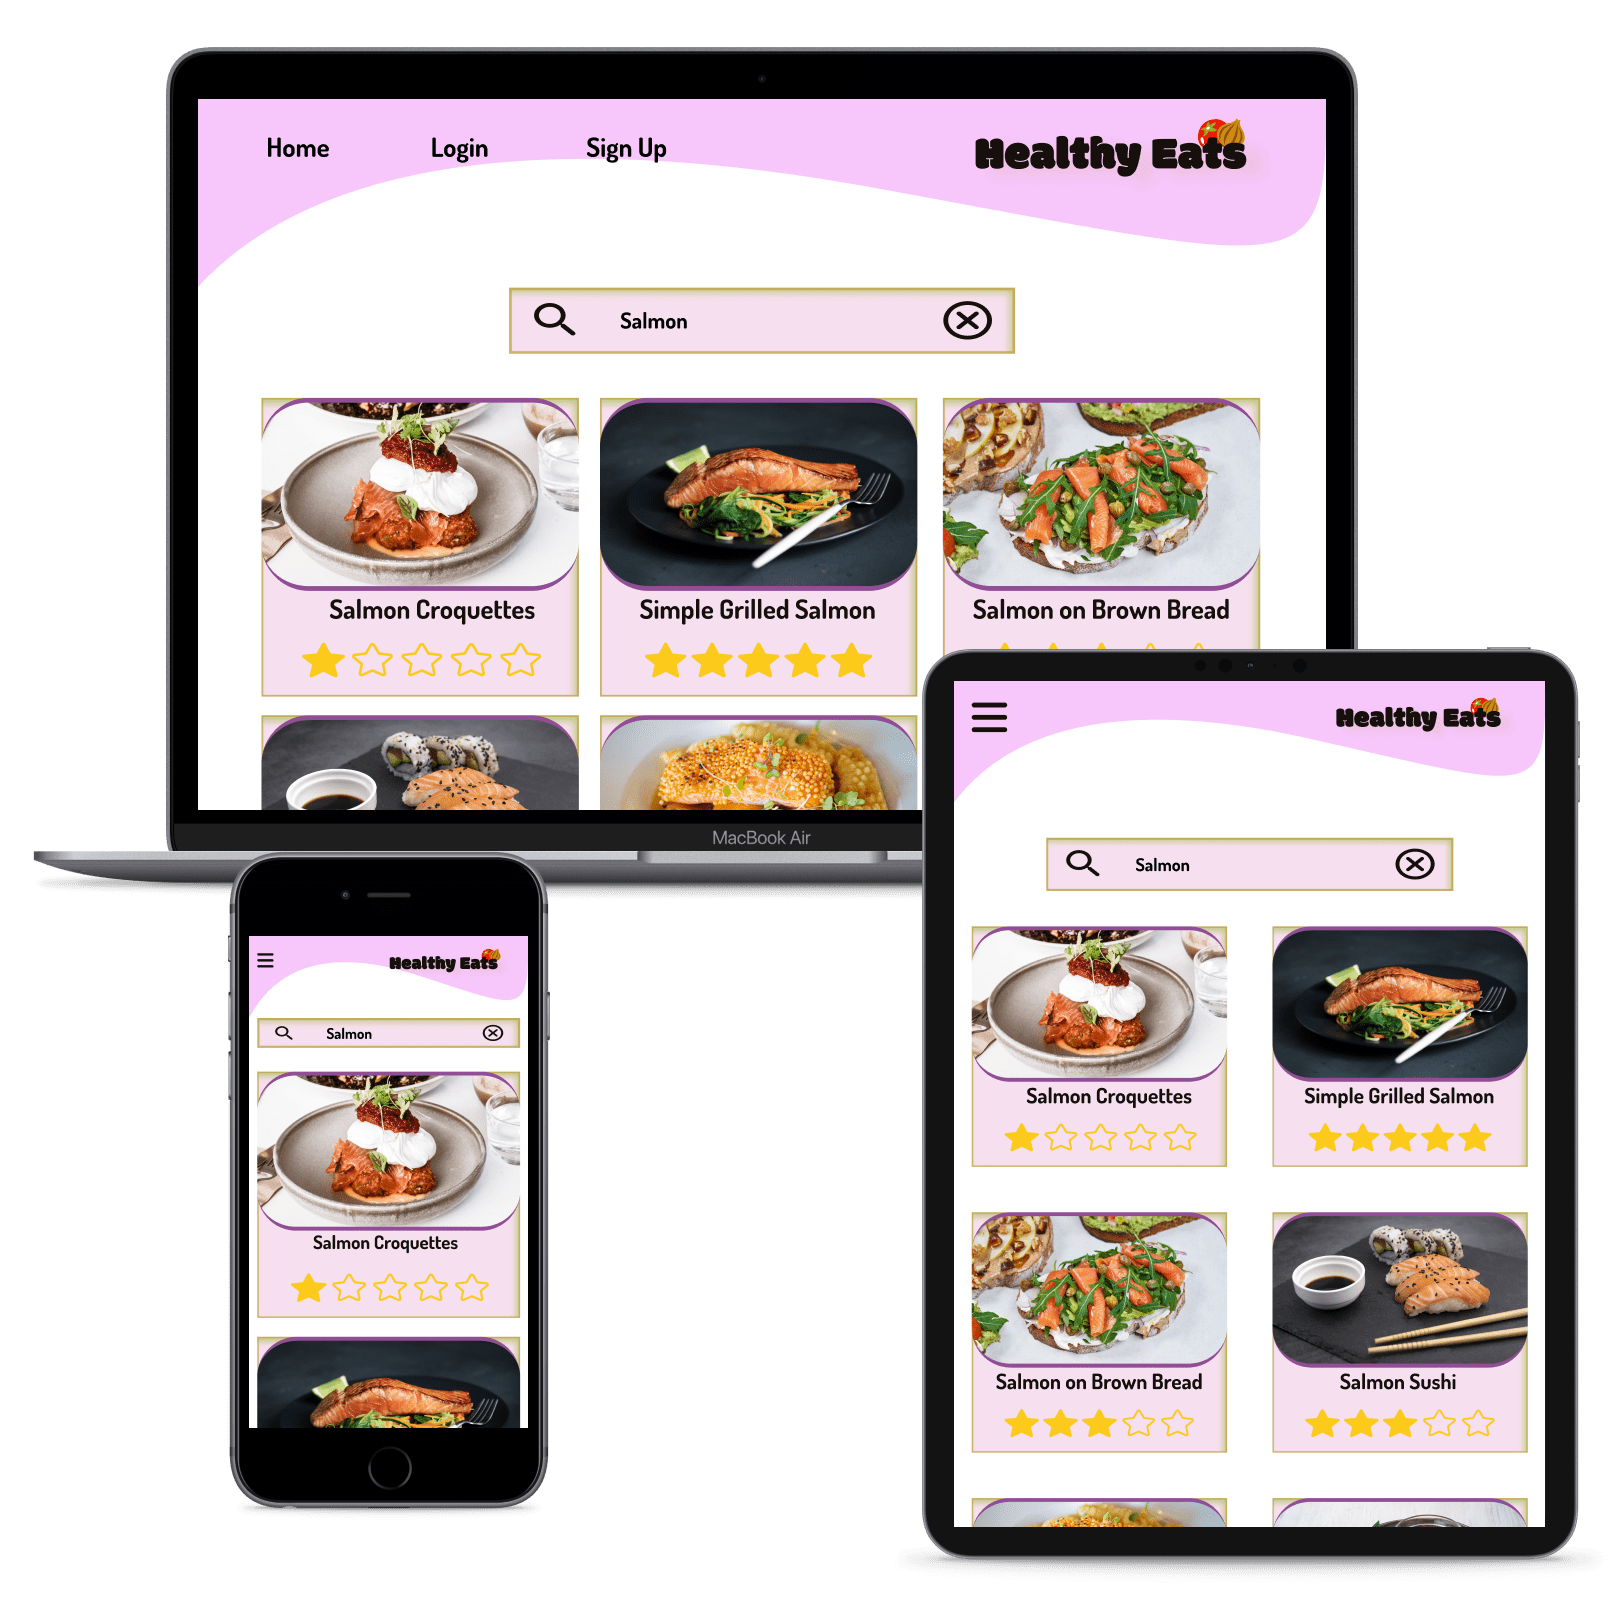 Home Login Sign Up Healthy Eats
Salmon
Salmon Croquettes Simple Grilled Salmon Salmon on Brown Bread
MacBook Air
Healthy Eats
Salmon
Salmon Croquettes Simple Grilled Salmon
Salmon on Brown Bread Salmon Sushi
Healthy Eats
Salmon
Salmon Croquettes